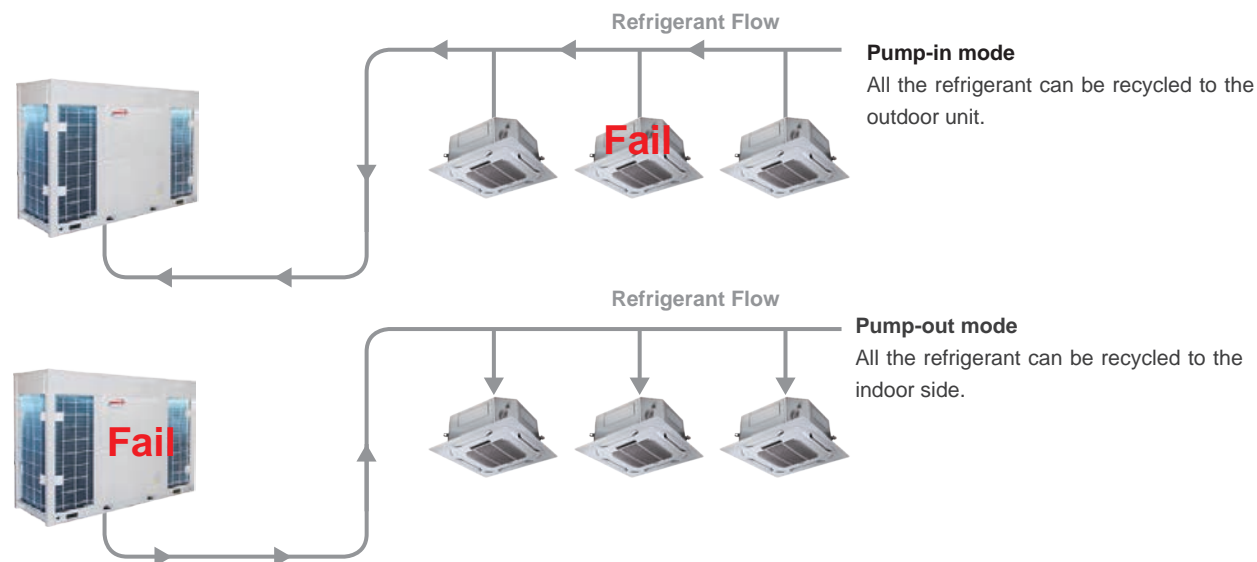 Refrigerant Flow
Pump-in mode
All the refrigerant can be recycled to the
outdoor unit.
Fail
Refrigerant Flow
Pump-out mode
All the refrigerant can be recycled to the
indoor side.
Fail